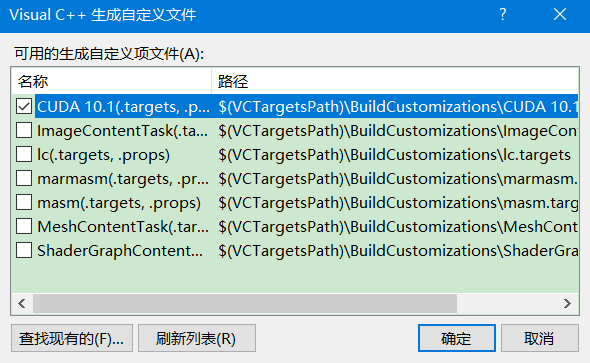 Visual C++ 生成自定义文件
可用的生成自定义项文件(A):
名称 路径
CUDA 10.1(.targets, .p... $(VCTargetsPath)\BuildCustomizations\CUDA 10.1
ImageContentTask(.ta... $(VCTargetsPath)\BuildCustomizations\ImageCont
lc(.targets, .props) $(VCTargetsPath)\BuildCustomizations\lc.targets
marmasm(.targets, .pr... $(VCTargetsPath)\BuildCustomizations\marmasm.
masm(.targets, .props) $(VCTargetsPath)\BuildCustomizations\masm.targ
MeshContentTask(.tar... $(VCTargetsPath)\BuildCustomizations\MeshCont
ShaderGraphContent... $(VCTargetsPath)\BuildCustomizations\ShaderGr
查找现有的(F)... 刷新列表(R) 确定 取消